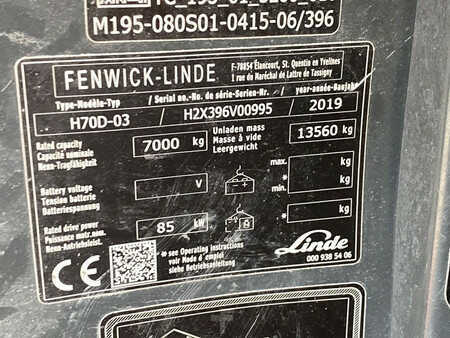 M195-080S01-0415-06/396
FENWICK-LINDE
F-78854 Élancourt, St. Quentin en Yvelines
1 rue du Maréchal de Lattre de Tassigny
Type-Modèle-Typ / Serial no.-No. de série-Serien-Nr. / year-année-Baujahr
H70D-03 / H2X396V00995 / 2019
Rated capacity
Capacité nominale
Nenn-Tragfähigkeit
7000 kg
Unladen mass
Masse à vide
Leergewicht
13560 kg
Battery voltage
Tension batterie
Batteriespannung
V
max.
* kg
min.
* kg
Rated drive power
Puissance motr.nom.
Nenn-Antriebsleist.
85 kW
* kg
* see Operating instructions
voir Mode d'emploi
siehe Betriebsanleitung
CE
Linde
000 938 54 06